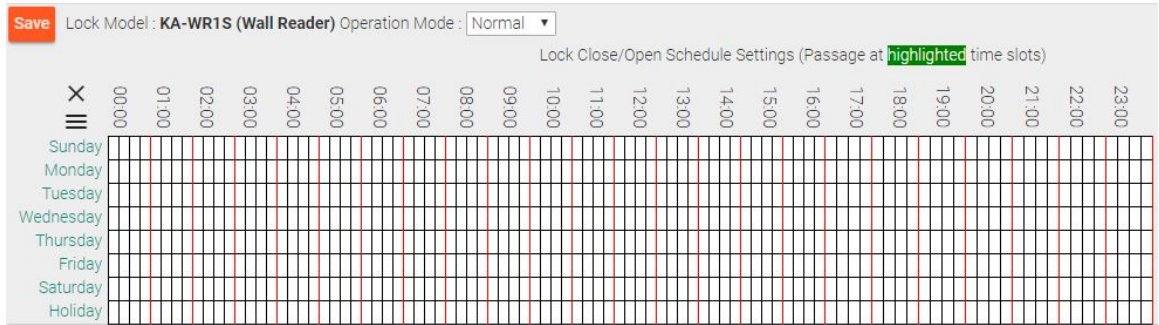 Save Lock Model : KA-WR1S (Wall Reader) Operation Mode : Normal
Lock Close/Open Schedule Settings (Passage at highlighted time slots)
00:00 01:00 02:00 03:00 04:00 05:00 06:00 07:00 08:00 09:00 10:00 11:00 12:00 13:00 14:00 15:00 16:00 17:00 18:00 19:00 20:00 21:00 22:00 23:00
Sunday
Monday
Tuesday
Wednesday
Thursday
Friday
Saturday
Holiday